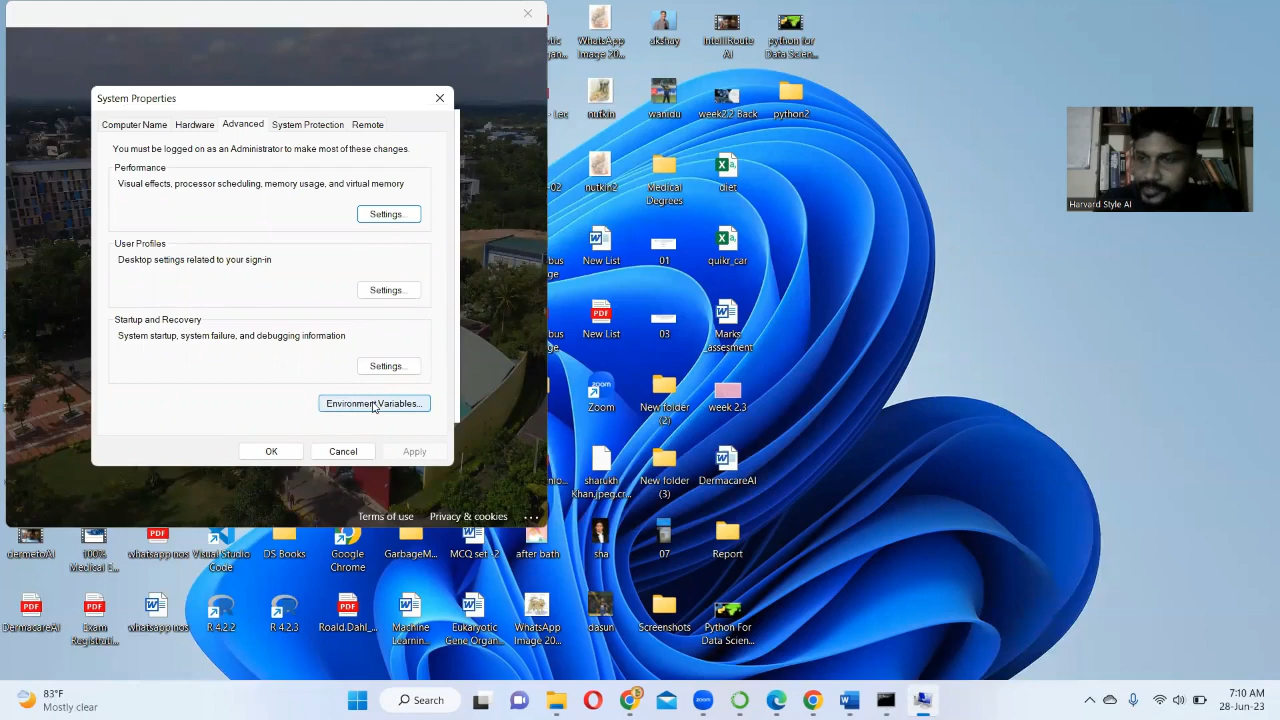 System Properties
Computer Name
Hardware
Advanced
System Protection
Remote
You must be logged on as an Administrator to make most of these changes.
Performance
Visual effects, processor scheduling, memory usage, and virtual memory
Settings...
User Profiles
Desktop settings related to your sign-in
Settings...
Startup and Recovery
System startup, system failure, and debugging information
Settings...
Environment Variables...
OK
Cancel
Apply
Terms of use
Privacy & cookies
WhatsApp
Image 20...
akshay
IntelliRoute
AI
python for
Data Scien...
nutkin
wanidu
week2.2 Back
python2
nutkin2
Medical
Degrees
diet
New List
01
quikr_car
New List
03
Marks
_assesment
Zoom
New folder
(2)
week 2.3
sharukh
Khan.jpeg.cr...
New folder
(3)
DermacareAI
dermetoAI
100%
Medical E...
whatsapp nos
Visual Studio
Code
DS Books
Google
Chrome
GarbageM...
MCQ set -2
after bath
sha
07
Report
DermacareAI
Exam
Registrati...
whatsapp nos
R 4.2.2
R 4.2.3
Roald.Dahl_...
Machine
Learnin...
Eukaryotic
Gene Organ...
WhatsApp
Image 20...
dasun
Screenshots
Python For
Data Scien...
Harvard Style AI
83°F
Mostly clear
Search
7:10 AM
28-Jun-23